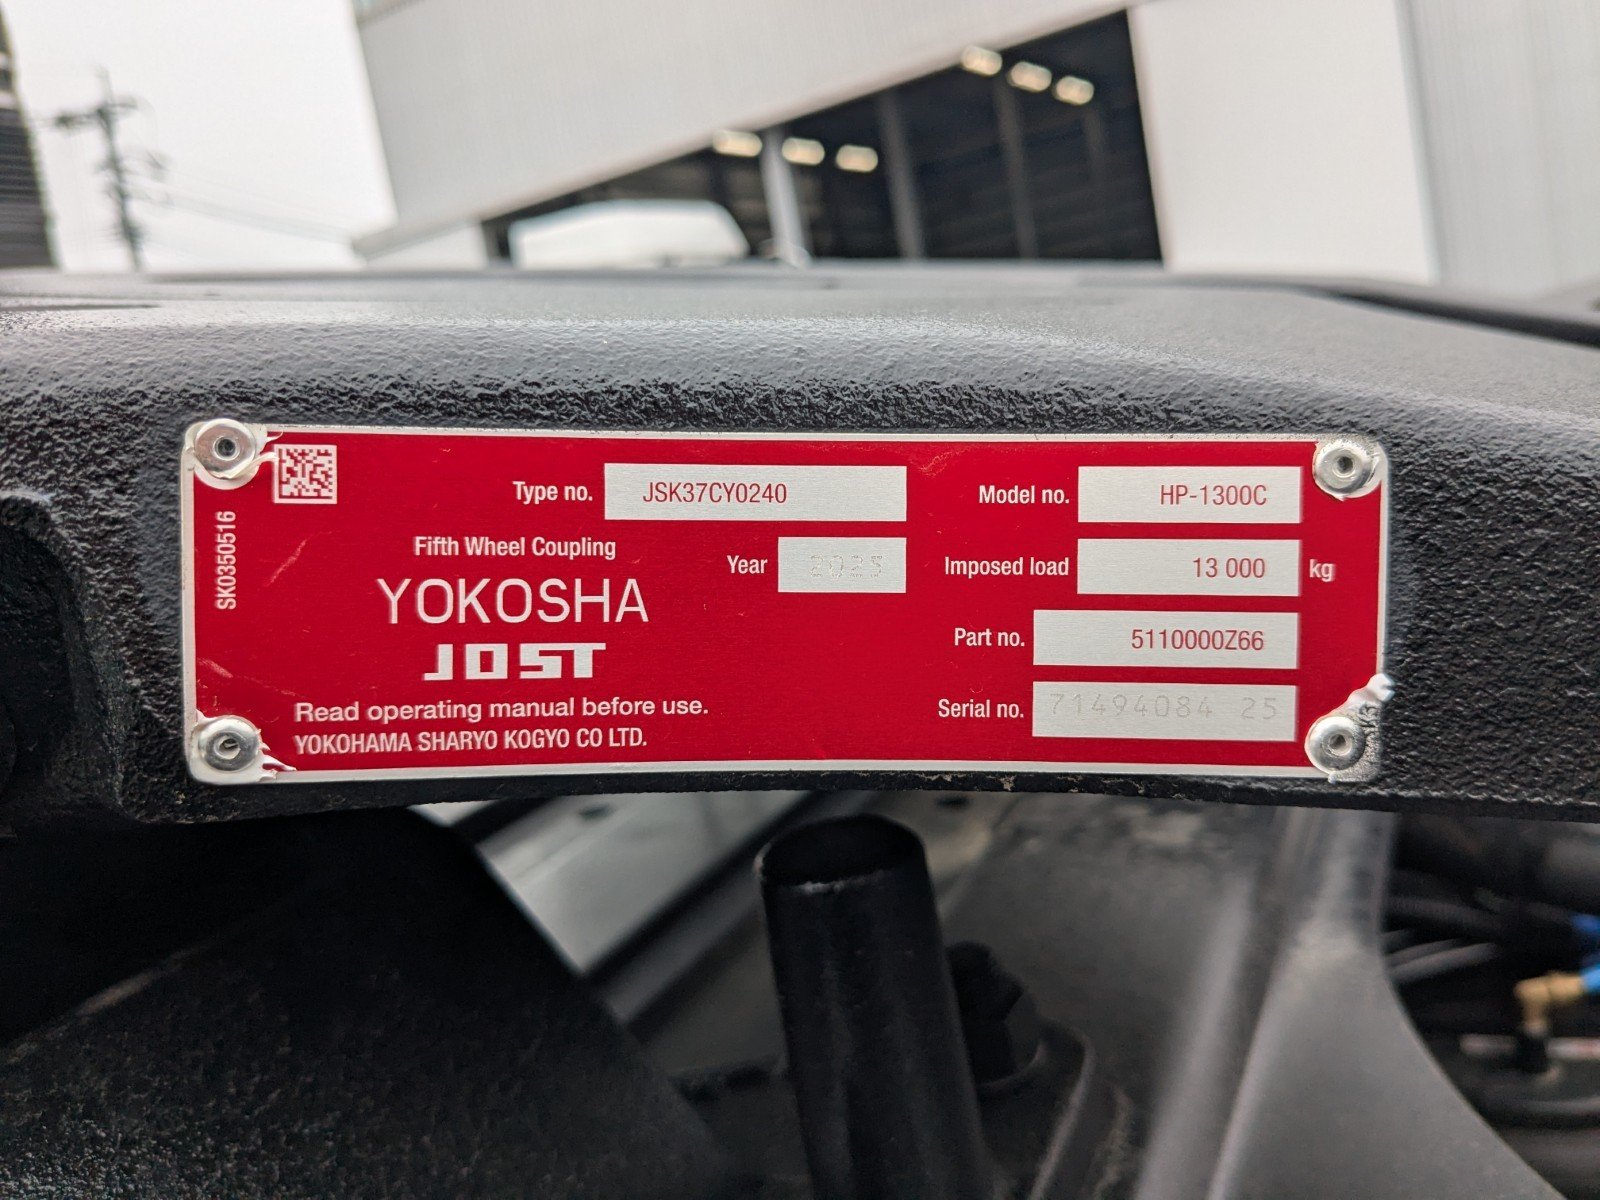 SK0350516
Type no. JSK37CY0240
Fifth Wheel Coupling
YOKOSHA
JOST
Year 2025
Read operating manual before use.
YOKOHAMA SHARYO KOGYO CO LTD.
Model no. HP-1300C
Imposed load 13 000 kg
Part no. 5110000Z66
Serial no. 71494084 25